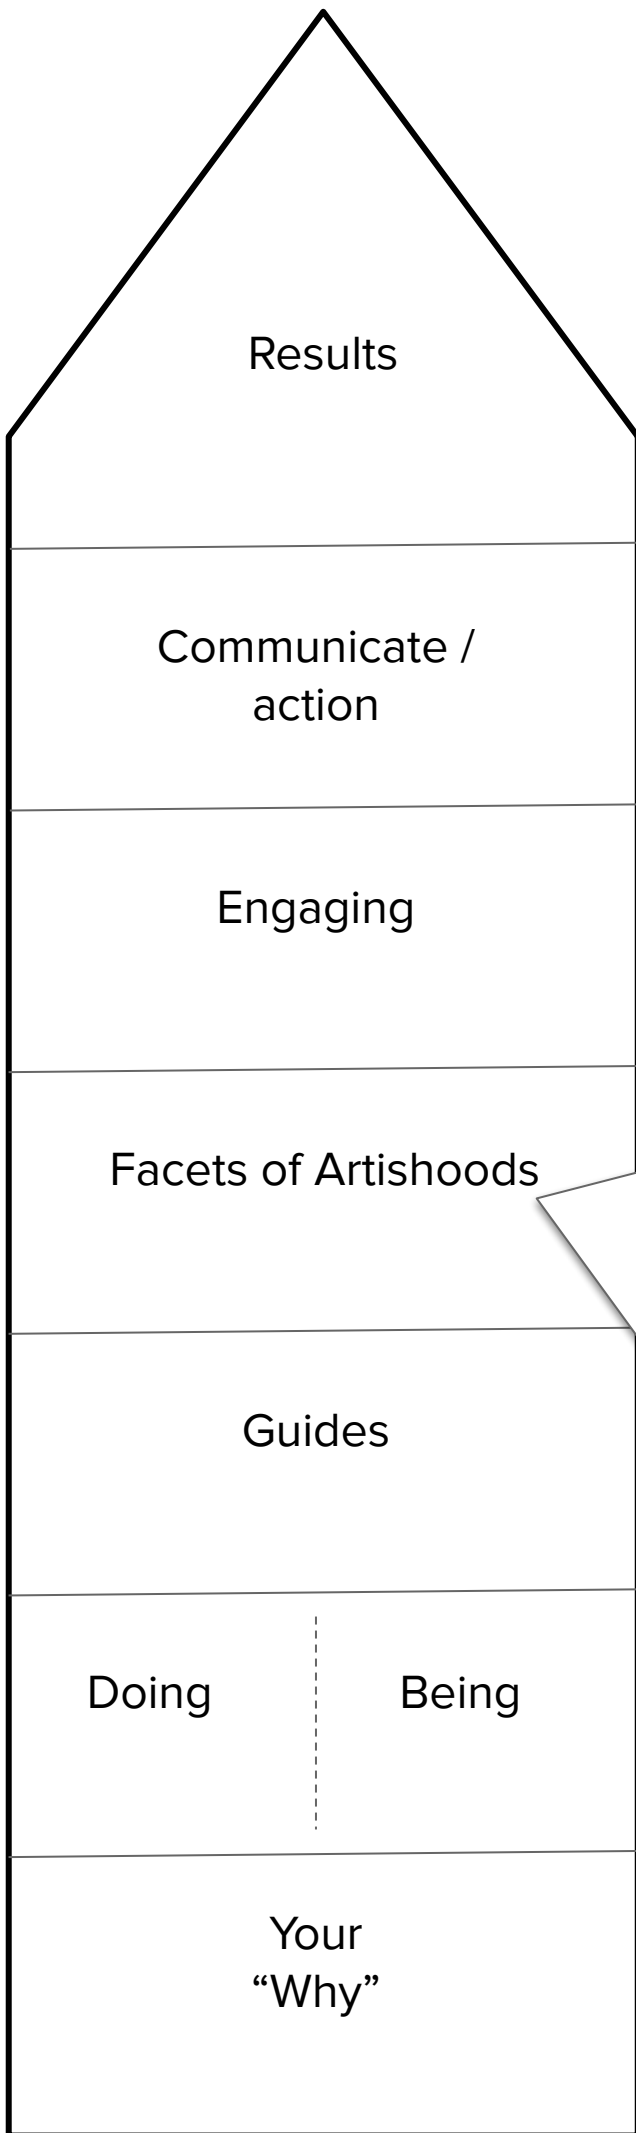 Results
Communicate /
action
Engaging
Facets of Artishoods
Guides
Doing Being
Your
“Why”